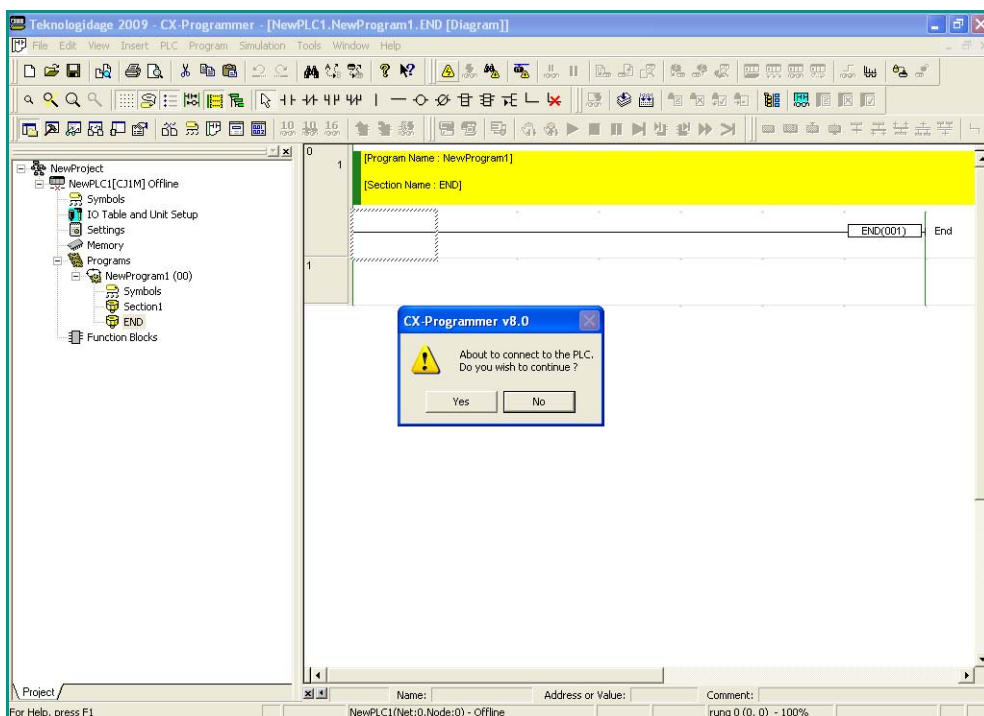 Teknologidage 2009 - CX-Programmer - [NewPLC1.NewProgram1.END [Diagram]]
File Edit View Insert PLC Program Simulation Tools Window Help
10 10 16
NewProject
NewPLC1[CJ1M] Offline
Symbols
IO Table and Unit Setup
Settings
Memory
Programs
NewProgram1 (00)
Symbols
Section1
END
Function Blocks
Project
0
1
[Program Name : NewProgram1]
[Section Name : END]
END(001) End
1
CX-Programmer v8.0
About to connect to the PLC.
Do you wish to continue ?
Yes No
Name: Address or Value: Comment:
For Help, press F1 NewPLC1(Net:0,Node:0) - Offline rung 0 (0, 0) - 100%